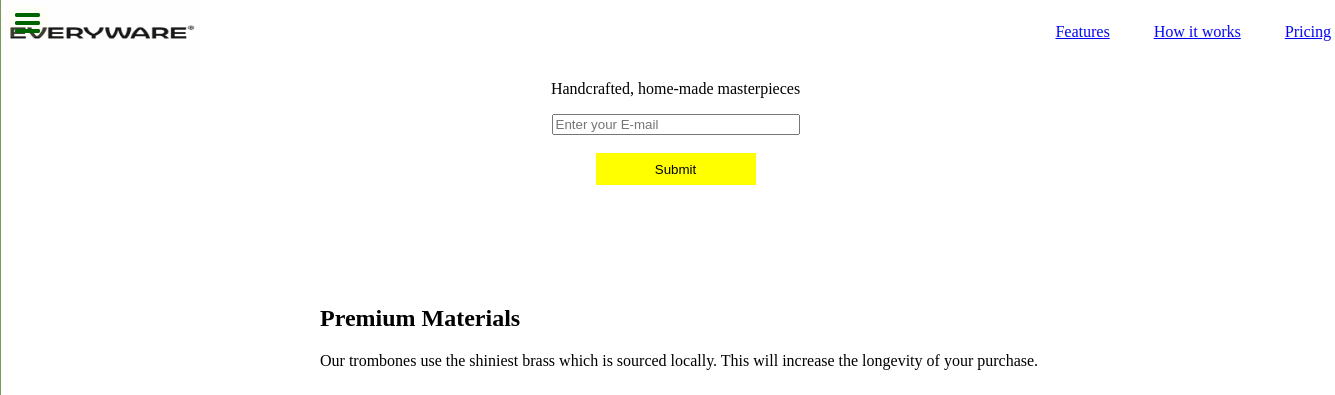 EVERYWARE®
Features How it works Pricing
Handcrafted, home-made masterpieces
Enter your E-mail
Submit
Premium Materials
Our trombones use the shiniest brass which is sourced locally. This will increase the longevity of your purchase.